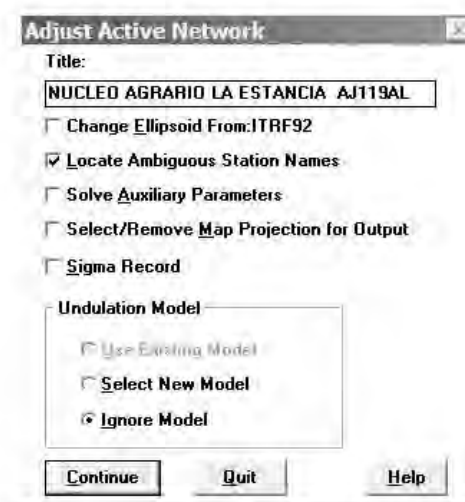 Adjust Active Network
Title:
NUCLEO AGRARIO LA ESTANCIA AJ119AL
Change Ellipsoid From:ITRF92
Locate Ambiguous Station Names
Solve Auxiliary Parameters
Select/Remove Map Projection for Output
Sigma Record
Undulation Model
Use Existing Model
Select New Model
Ignore Model
Continue Quit Help